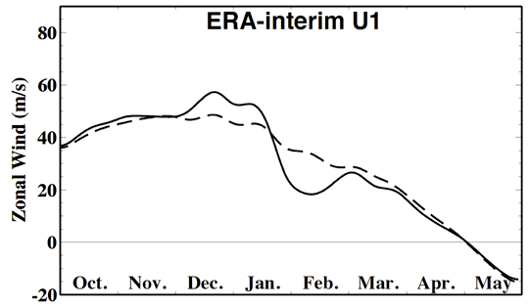 ERA-interim U1
Zonal Wind (m/s)
80
60
40
20
0
-20
Oct. Nov. Dec. Jan. Feb. Mar. Apr. May